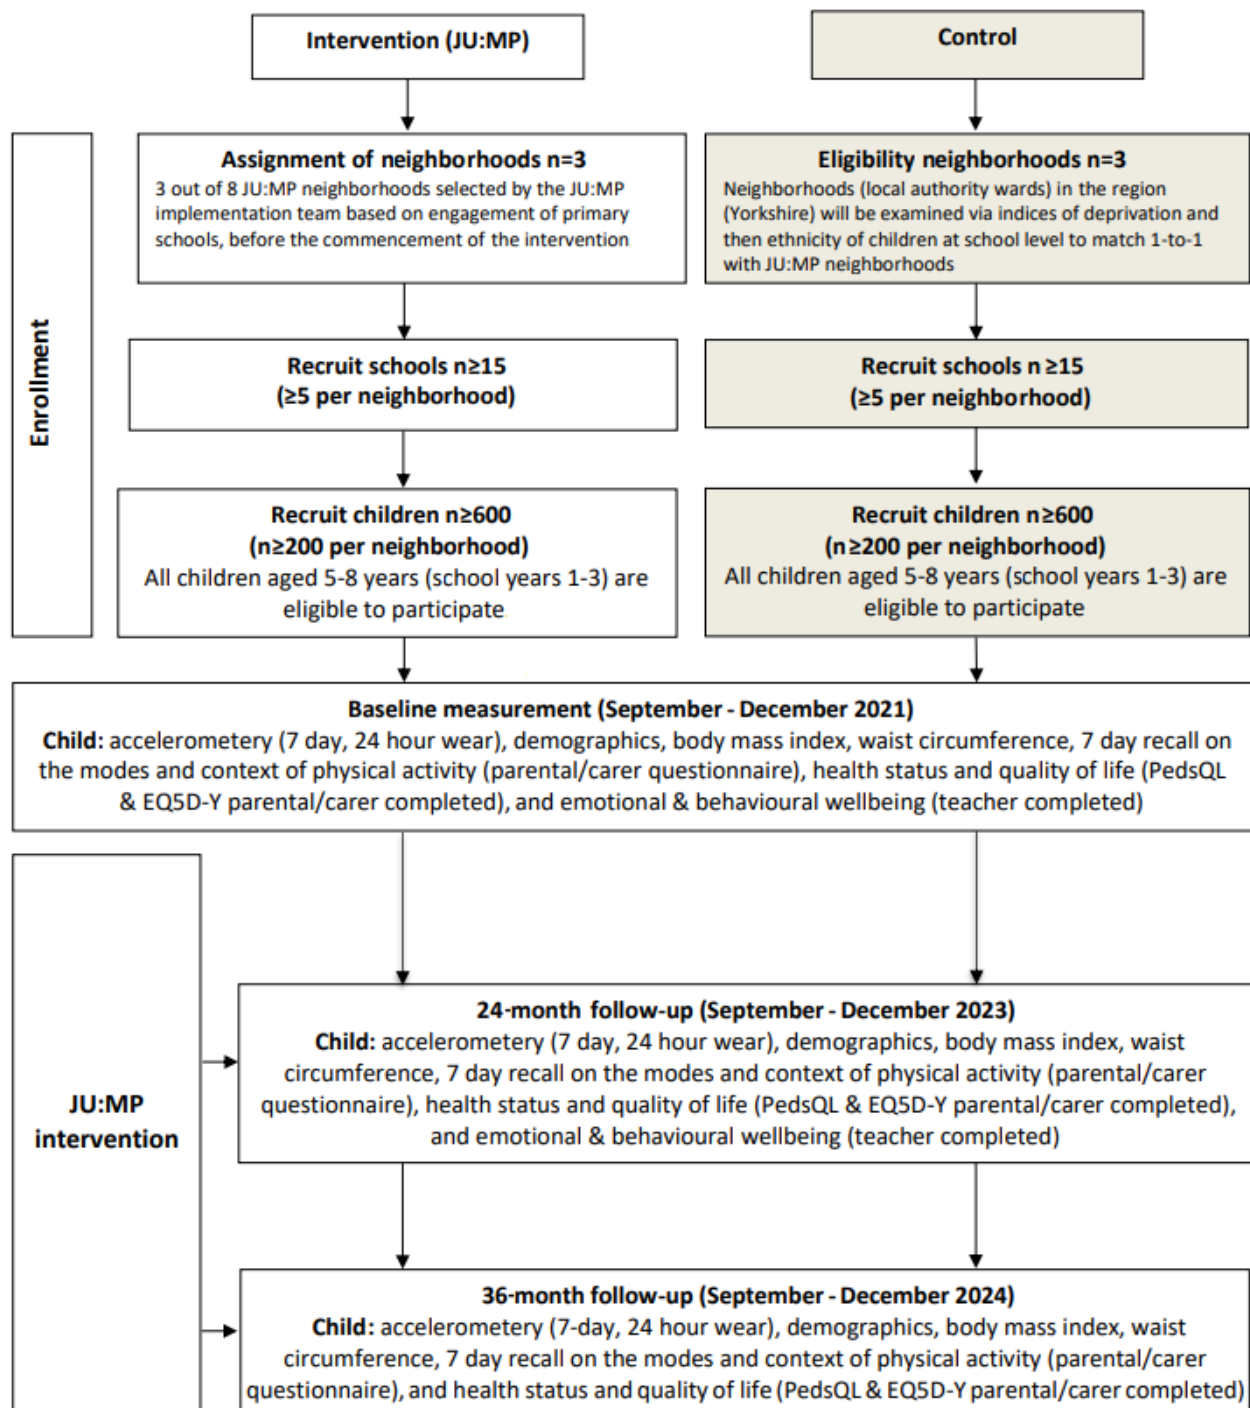 Intervention (JU:MP)
Control
Assignment of neighborhoods n=3
3 out of 8 JU:MP neighborhoods selected by the JU:MP
implementation team based on engagement of primary
schools, before the commencement of the intervention
Eligibility neighborhoods n=3
Neighborhoods (local authority wards) in the region
(Yorkshire) will be examined via indices of deprivation and
then ethnicity of children at school level to match 1-to-1
with JU:MP neighborhoods
Enrollment
Recruit schools n≥15
(≥5 per neighborhood)
Recruit schools n ≥15
(≥5 per neighborhood)
Recruit children n≥600
(n≥200 per neighborhood)
All children aged 5-8 years (school years 1-3) are
eligible to participate
Recruit children n≥600
(n≥200 per neighborhood)
All children aged 5-8 years (school years 1-3) are
eligible to participate
Baseline measurement (September - December 2021)
Child: accelerometery (7 day, 24 hour wear), demographics, body mass index, waist circumference, 7 day recall on
the modes and context of physical activity (parental/carer questionnaire), health status and quality of life (PedsQL
& EQ5D-Y parental/carer completed), and emotional & behavioural wellbeing (teacher completed)
JU:MP
intervention
24-month follow-up (September - December 2023)
Child: accelerometery (7 day, 24 hour wear), demographics, body mass index, waist
circumference, 7 day recall on the modes and context of physical activity (parental/carer
questionnaire), health status and quality of life (PedsQL & EQ5D-Y parental/carer completed),
and emotional & behavioural wellbeing (teacher completed)
36-month follow-up (September - December 2024)
Child: accelerometery (7-day, 24 hour wear), demographics, body mass index, waist
circumference, 7 day recall on the modes and context of physical activity (parental/carer
questionnaire), and health status and quality of life (PedsQL & EQ5D-Y parental/carer completed)